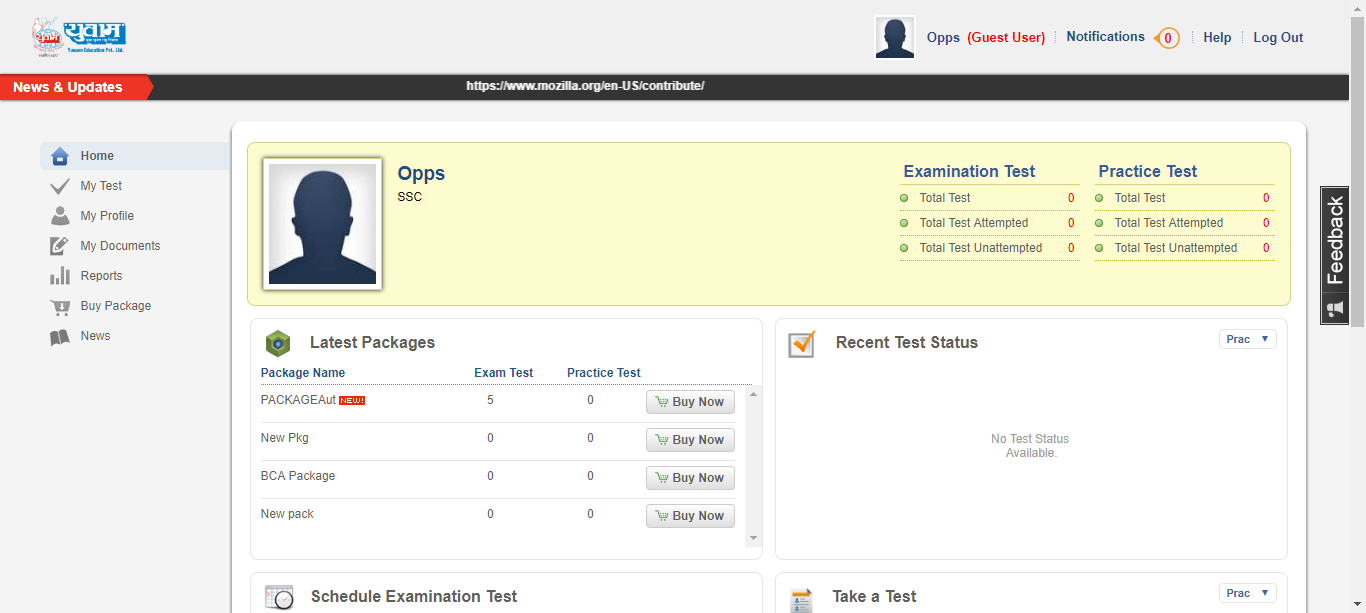 युवाम
Yuwam Education Pvt. Ltd.
Opps (Guest User) Notifications 0 Help Log Out
News & Updates
https://www.mozilla.org/en-US/contribute/
Home
My Test
My Profile
My Documents
Reports
Buy Package
News
Opps
SSC
Examination Test
Total Test 0
Total Test Attempted 0
Total Test Unattempted 0
Practice Test
Total Test 0
Total Test Attempted 0
Total Test Unattempted 0
Feedback
Latest Packages
Package Name Exam Test Practice Test
PACKAGEAut NEW! 5 0 Buy Now
New Pkg 0 0 Buy Now
BCA Package 0 0 Buy Now
New pack 0 0 Buy Now
Recent Test Status
Prac
No Test Status
Available.
Schedule Examination Test
Take a Test
Prac